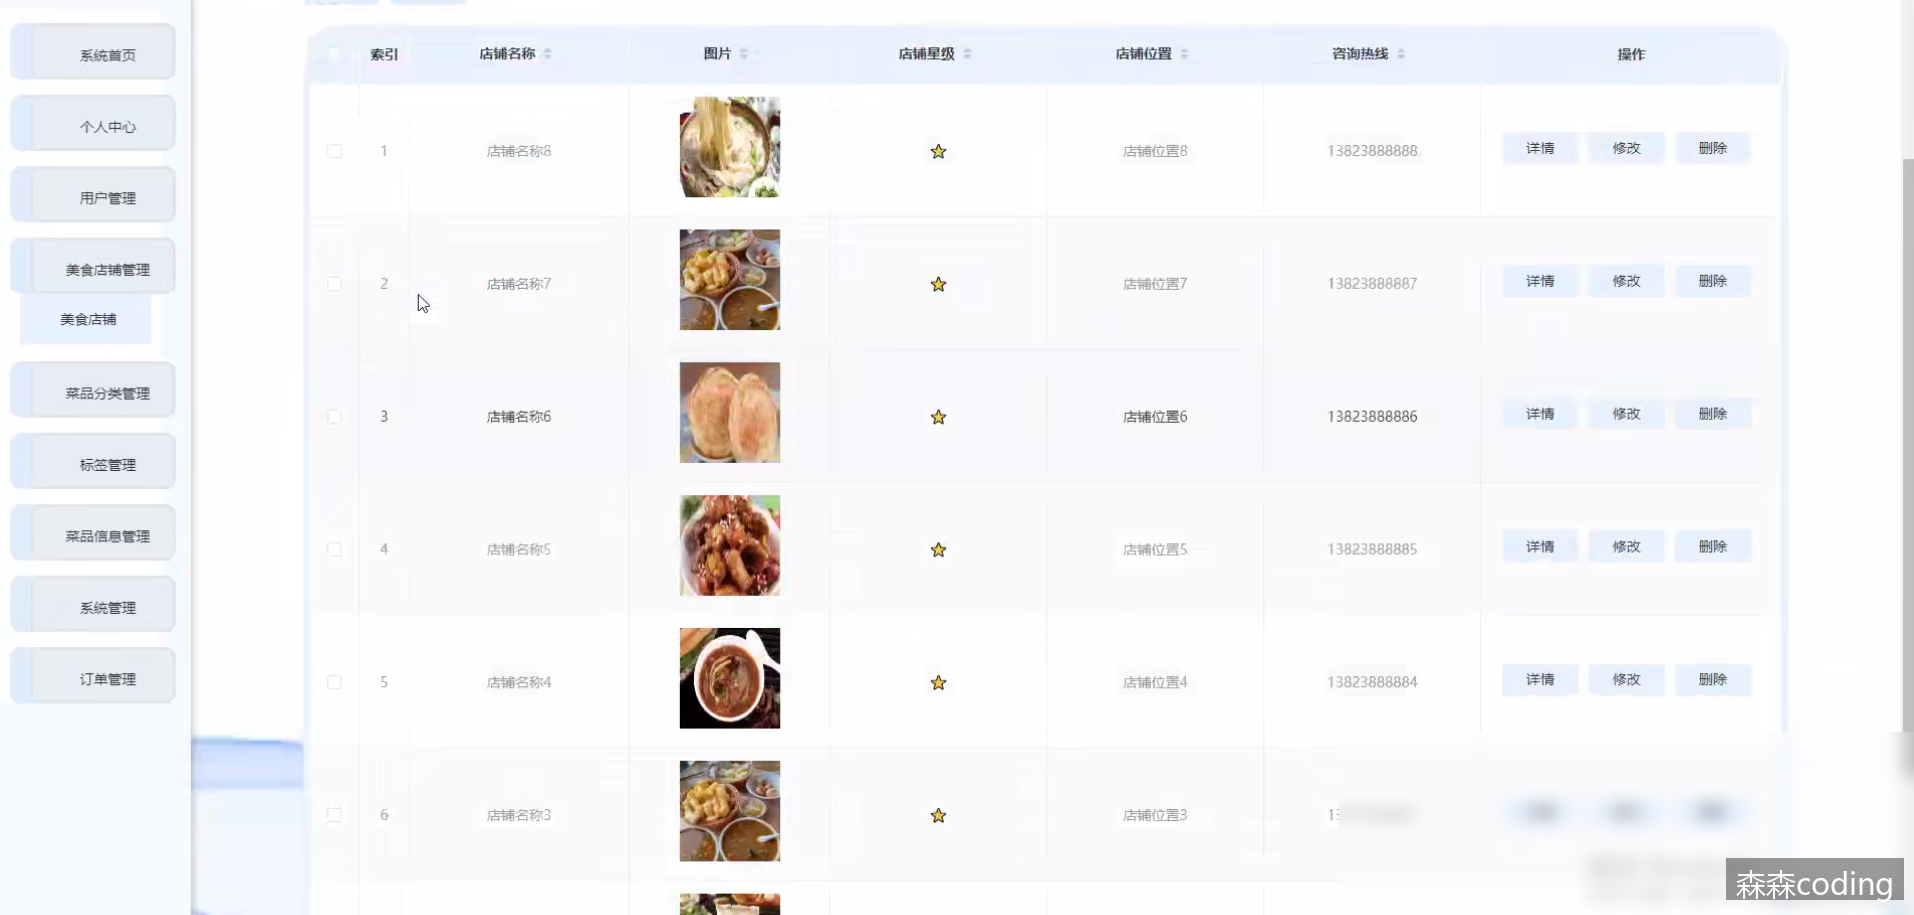 系统首页
个人中心
用户管理
美食店铺管理
美食店铺
菜品分类管理
标签管理
菜品信息管理
系统管理
订单管理
索引 店铺名称 图片 店铺星级 店铺位置 咨询热线 操作
1 店铺名称8 店铺位置8 13823888888 详情 修改 删除
2 店铺名称7 店铺位置7 13823888887 详情 修改 删除
3 店铺名称6 店铺位置6 13823888886 详情 修改 删除
4 店铺名称5 店铺位置5 13823888885 详情 修改 删除
5 店铺名称4 店铺位置4 13823888884 详情 修改 删除
6 店铺名称3 店铺位置3
森森coding